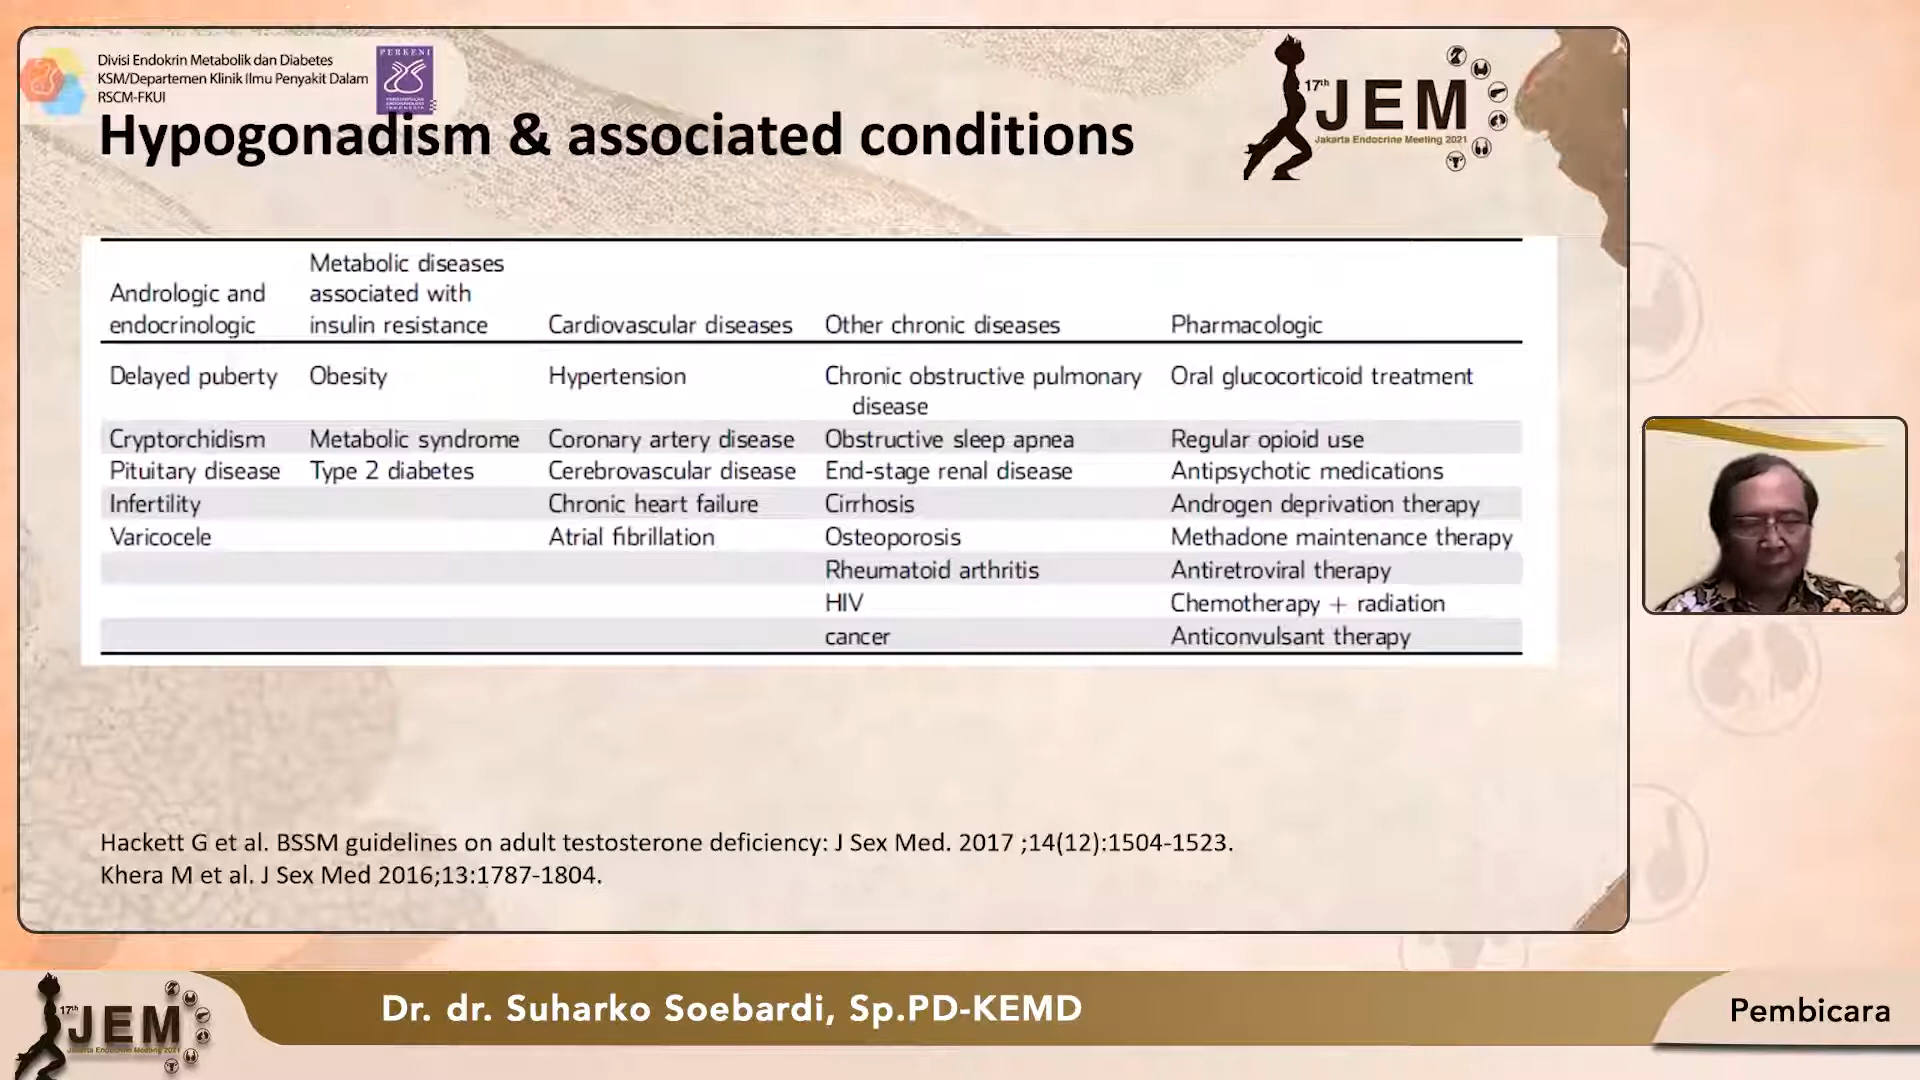 Divisi Endokrin Metabolik dan Diabetes
KSM/Departemen Klinik Ilmu Penyakit Dalam
RSCM-FKUI
PERKENI
Hypogonadism & associated conditions
17th JEM
Jakarta Endocrine Meeting 2021
Andrologic and endocrinologic
Metabolic diseases associated with insulin resistance
Cardiovascular diseases
Other chronic diseases
Pharmacologic
Delayed puberty Obesity Hypertension Chronic obstructive pulmonary disease Oral glucocorticoid treatment
Cryptorchidism Metabolic syndrome Coronary artery disease Obstructive sleep apnea Regular opioid use
Pituitary disease Type 2 diabetes Cerebrovascular disease End-stage renal disease Antipsychotic medications
Infertility Chronic heart failure Cirrhosis Androgen deprivation therapy
Varicocele Atrial fibrillation Osteoporosis Methadone maintenance therapy
Rheumatoid arthritis Antiretroviral therapy
HIV Chemotherapy + radiation
cancer Anticonvulsant therapy
Hackett G et al. BSSM guidelines on adult testosterone deficiency: J Sex Med. 2017 ;14(12):1504-1523.
Khera M et al. J Sex Med 2016;13:1787-1804.
17th JEM
Jakarta Endocrine Meeting 2021
Dr. dr. Suharko Soebardi, Sp.PD-KEMD
Pembicara